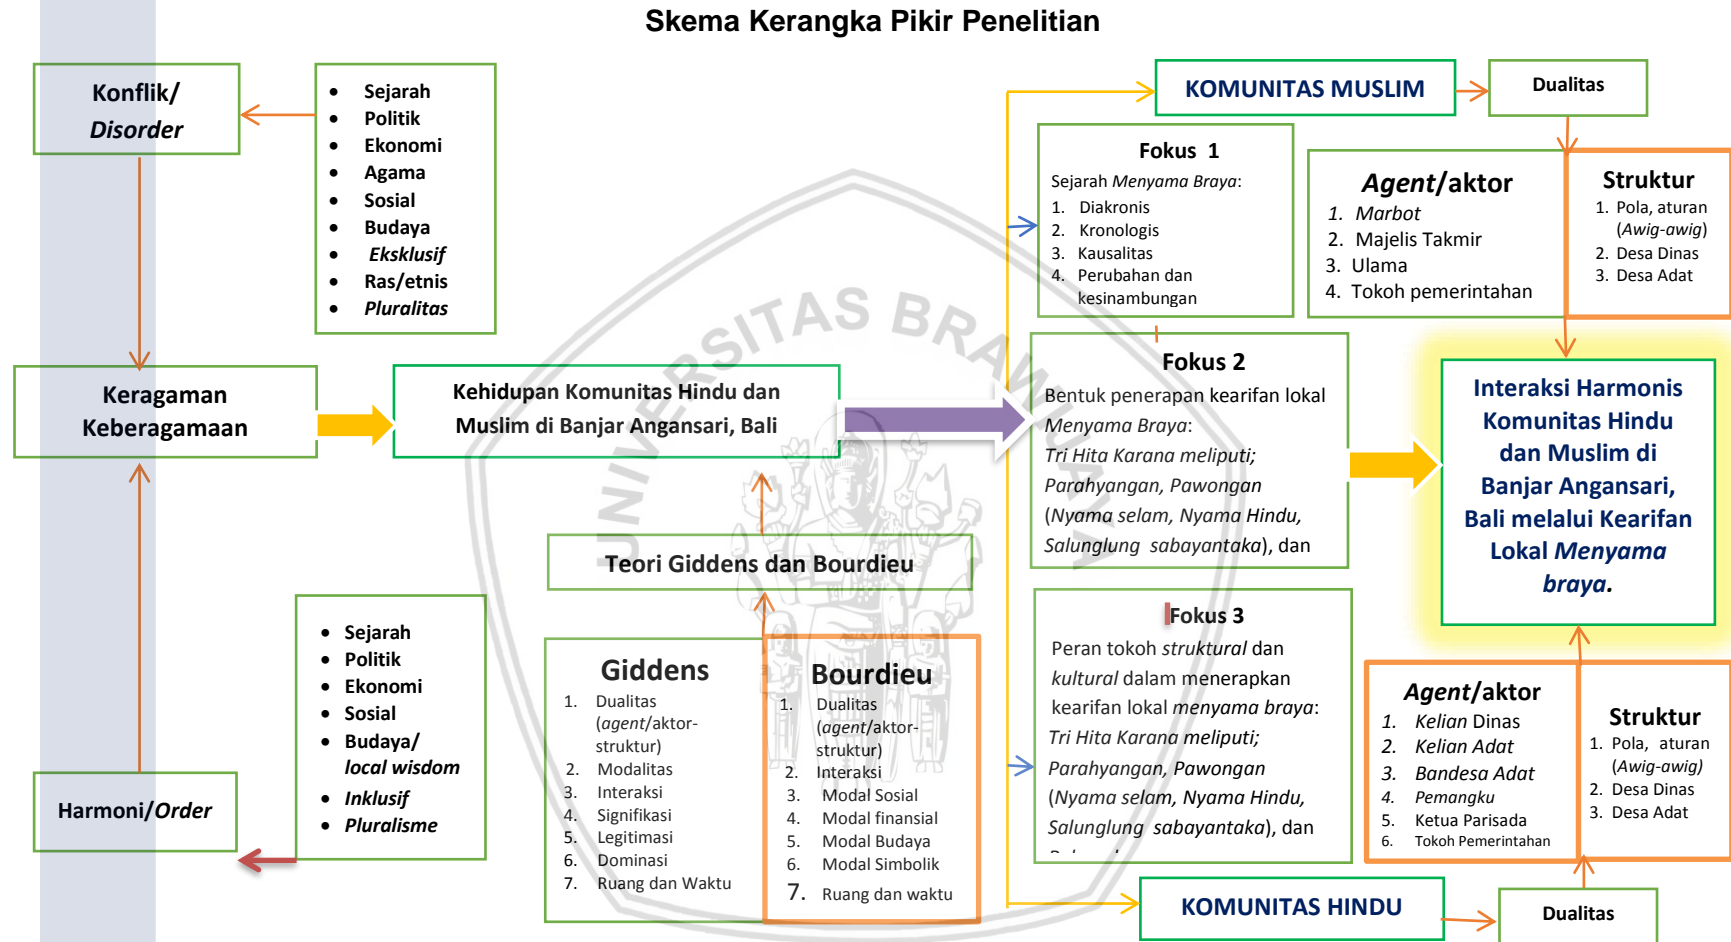 Skema Kerangka Pikir Penelitian
Konflik/
Disorder
• Sejarah
• Politik
• Ekonomi
• Agama
• Sosial
• Budaya
• Eksklusif
• Ras/etnis
• Pluralitas
Keragaman
Keberagamaan
Kehidupan Komunitas Hindu dan
Muslim di Banjar Angansari, Bali
Teori Giddens dan Bourdieu
Harmoni/Order
• Sejarah
• Politik
• Ekonomi
• Sosial
• Budaya/
local wisdom
• Inklusif
• Pluralisme
Giddens
1. Dualitas
(agent/aktor-
struktur)
2. Modalitas
3. Interaksi
4. Signifikasi
5. Legitimasi
6. Dominasi
7. Ruang dan Waktu
Bourdieu
1. Dualitas
(agent/aktor-
struktur)
2. Interaksi
3. Modal Sosial
4. Modal finansial
5. Modal Budaya
6. Modal Simbolik
7. Ruang dan waktu
KOMUNITAS MUSLIM
Dualitas
Fokus 1
Sejarah Menyama Braya:
1. Diakronis
2. Kronologis
3. Kausalitas
4. Perubahan dan
kesinambungan
Agent/aktor
1. Marbot
2. Majelis Takmir
3. Ulama
4. Tokoh pemerintahan
Struktur
1. Pola, aturan
(Awig-awig)
2. Desa Dinas
3. Desa Adat
Fokus 2
Bentuk penerapan kearifan lokal
Menyama Braya:
Tri Hita Karana meliputi;
Parahyangan, Pawongan
(Nyama selam, Nyama Hindu,
Salunglung sabayantaka), dan
Interaksi Harmonis
Komunitas Hindu
dan Muslim di
Banjar Angansari,
Bali melalui Kearifan
Lokal Menyama
braya.
Fokus 3
Peran tokoh struktural dan
kultural dalam menerapkan
kearifan lokal menyama braya:
Tri Hita Karana meliputi;
Parahyangan, Pawongan
(Nyama selam, Nyama Hindu,
Salunglung sabayantaka), dan
Agent/aktor
1. Kelian Dinas
2. Kelian Adat
3. Bandesa Adat
4. Pemangku
5. Ketua Parisada
6. Tokoh Pemerintahan
Struktur
1. Pola, aturan
(Awig-awig)
2. Desa Dinas
3. Desa Adat
KOMUNITAS HINDU
Dualitas
UNIVERSITAS BRAWIJAYA